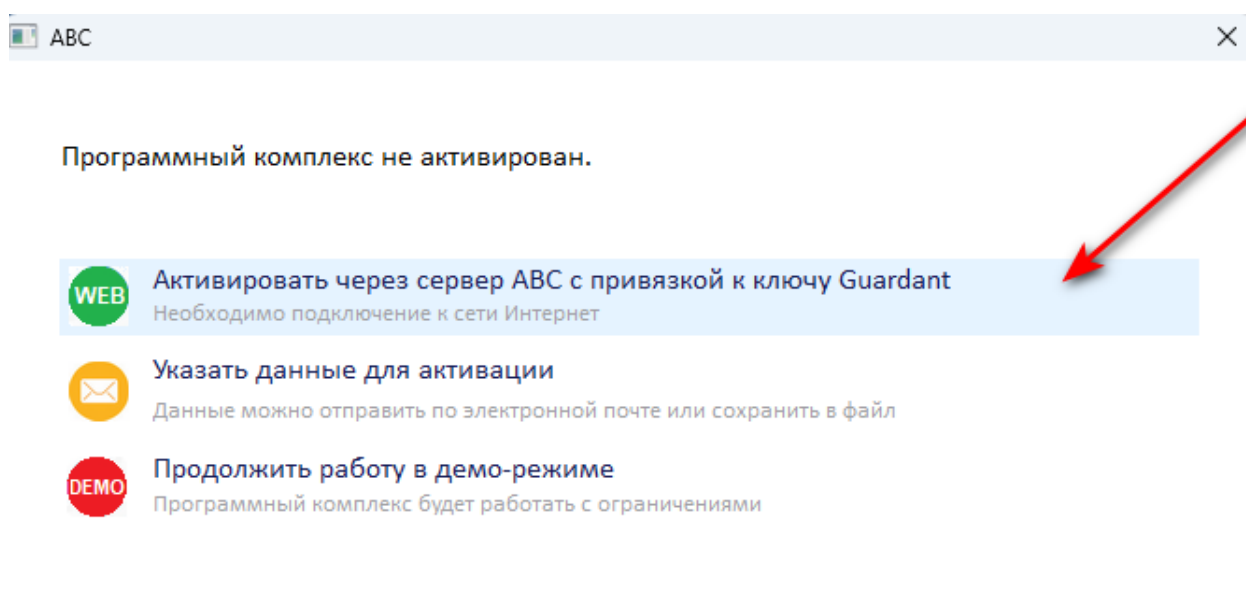 ABC
Программный комплекс не активирован.
WEB
Активировать через сервер АВС с привязкой к ключу Guardant
Необходимо подключение к сети Интернет
Указать данные для активации
Данные можно отправить по электронной почте или сохранить в файл
DEMO
Продолжить работу в демо-режиме
Программный комплекс будет работать с ограничениями